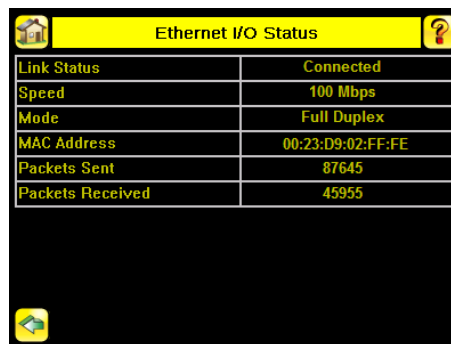 Ethernet I/O Status
?
Link Status Connected
Speed 100 Mbps
Mode Full Duplex
MAC Address 00:23:D9:02:FF:FE
Packets Sent 87645
Packets Received 45955